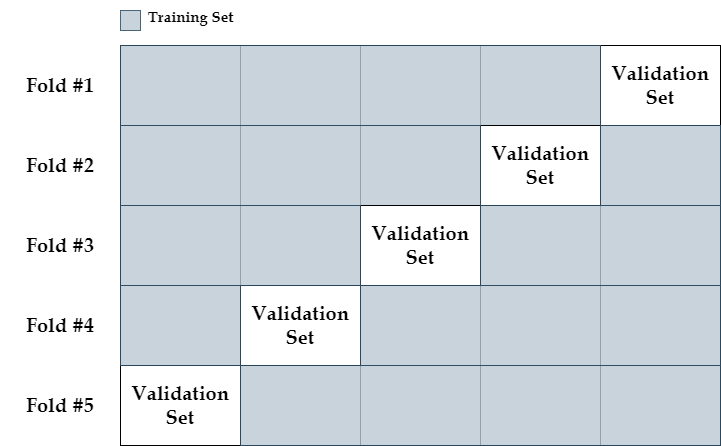 Training Set
Fold #1
Validation
Set
Fold #2
Validation
Set
Fold #3
Validation
Set
Fold #4
Validation
Set
Fold #5
Validation
Set